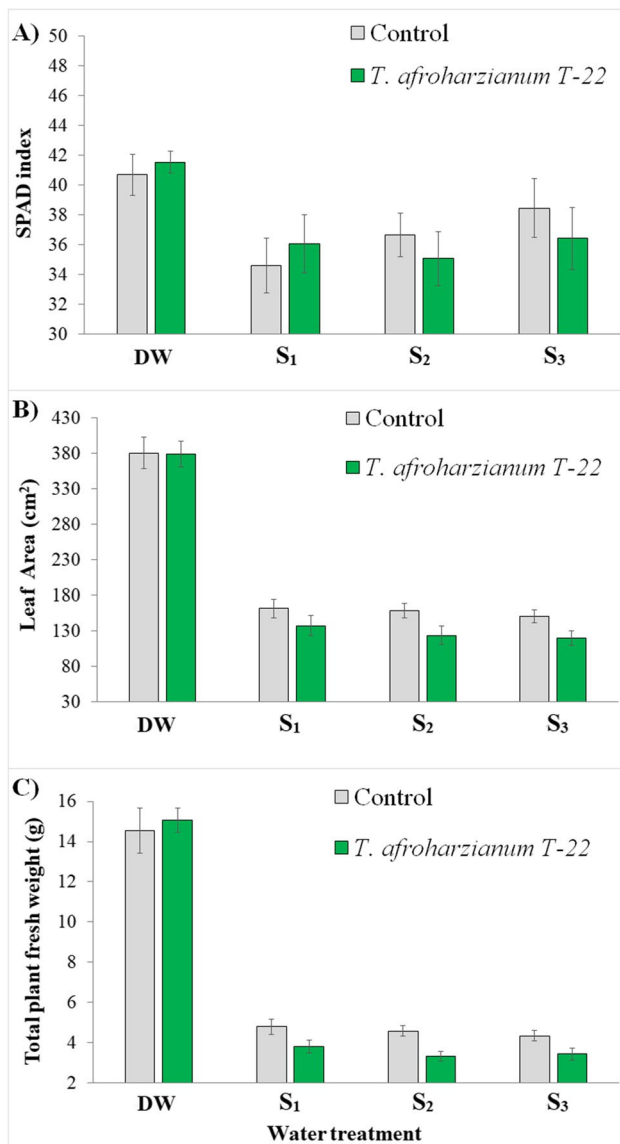 A)
Control
T. afroharzianum T-22
SPAD index
50
48
46
44
42
40
38
36
34
32
30
DW S₁ S₂ S₃
B)
Control
T. afroharzianum T-22
Leaf Area (cm²)
430
380
330
280
230
180
130
80
30
DW S₁ S₂ S₃
C)
Control
T. afroharzianum T-22
Total plant fresh weight (g)
16
14
12
10
8
6
4
2
DW S₁ S₂ S₃
Water treatment